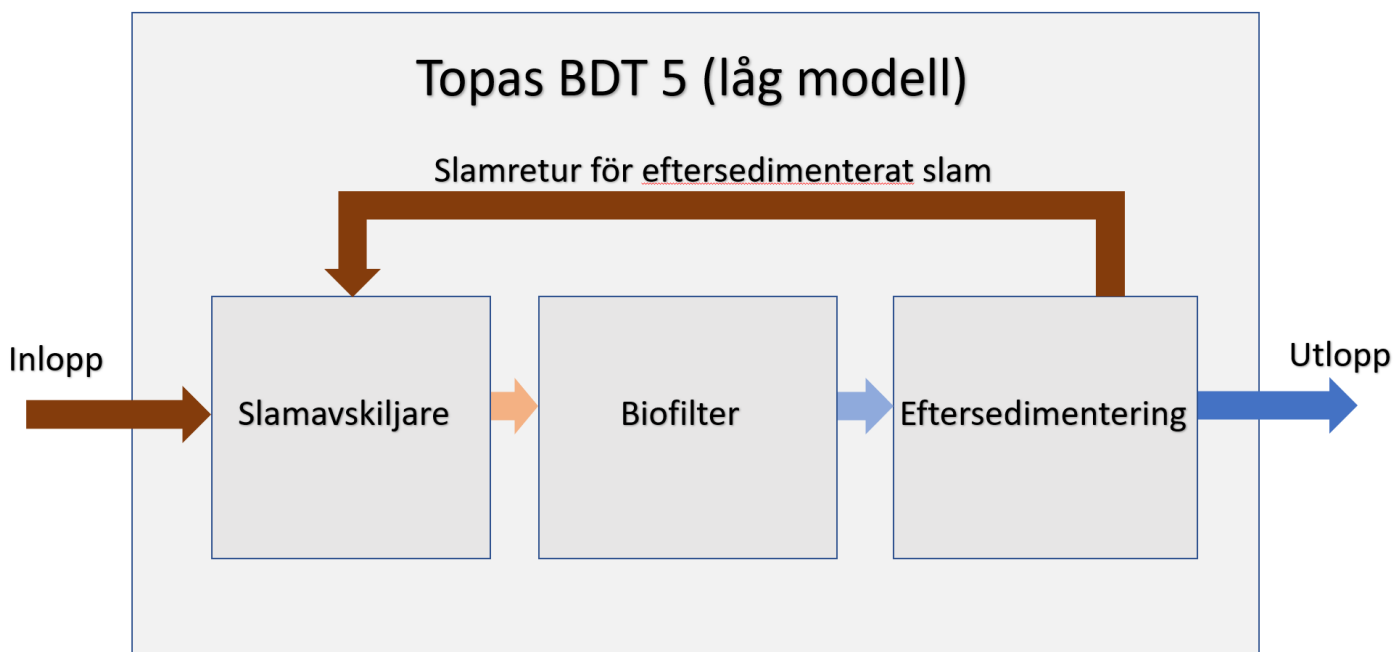 Topas BDT 5 (låg modell)
Slamretur för eftersedimenterat slam
Inlopp
Utlopp
Slamavskiljare
Biofilter
Eftersedimentering